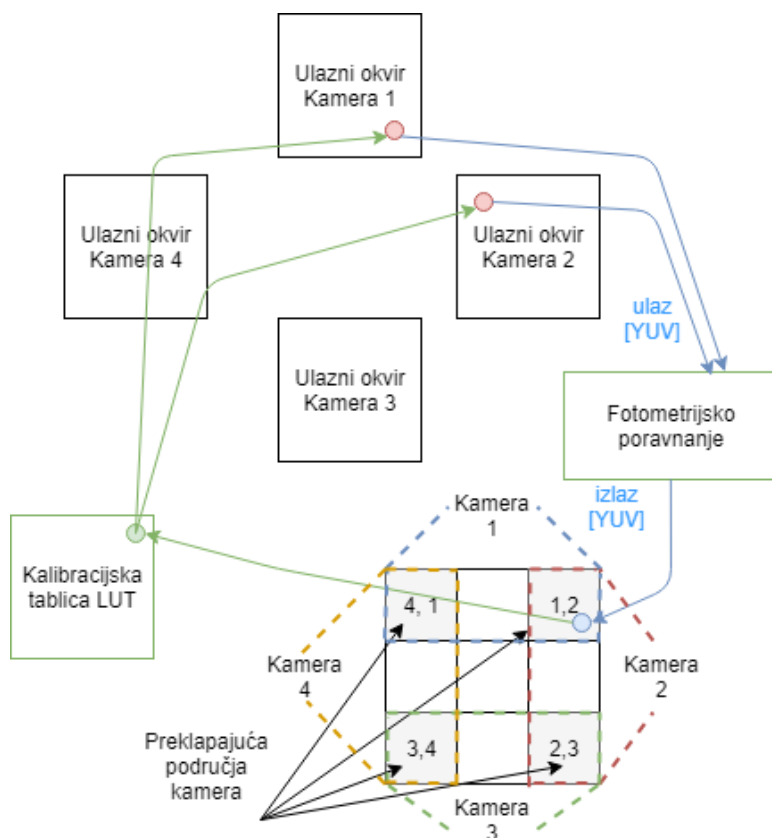 Ulazni okvir
Kamera 1
Ulazni okvir
Kamera 4
Ulazni okvir
Kamera 2
ulaz
[YUV]
Ulazni okvir
Kamera 3
Fotometrijsko
poravnanje
izlaz
[YUV]
Kamera
1
Kalibracijska
tablica LUT
4, 1
1,2
Kamera
4
Kamera
2
3,4
2,3
Preklapajuća
područja
kamera
Kamera
3